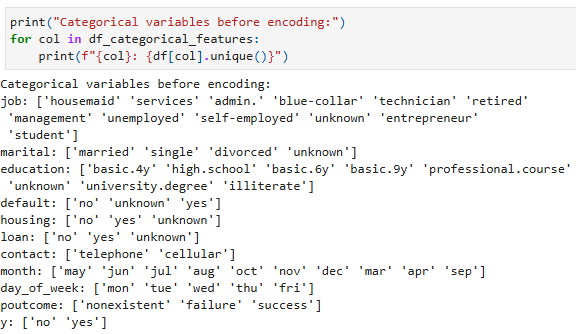 print("Categorical variables before encoding:")
for col in df_categorical_features:
    print(f"{col}: {df[col].unique()}")
Categorical variables before encoding:
job: ['housemaid' 'services' 'admin.' 'blue-collar' 'technician' 'retired'
 'management' 'unemployed' 'self-employed' 'unknown' 'entrepreneur'
 'student']
marital: ['married' 'single' 'divorced' 'unknown']
education: ['basic.4y' 'high.school' 'basic.6y' 'basic.9y' 'professional.course'
 'unknown' 'university.degree' 'illiterate']
default: ['no' 'unknown' 'yes']
housing: ['no' 'yes' 'unknown']
loan: ['no' 'yes' 'unknown']
contact: ['telephone' 'cellular']
month: ['may' 'jun' 'jul' 'aug' 'oct' 'nov' 'dec' 'mar' 'apr' 'sep']
day_of_week: ['mon' 'tue' 'wed' 'thu' 'fri']
poutcome: ['nonexistent' 'failure' 'success']
y: ['no' 'yes']